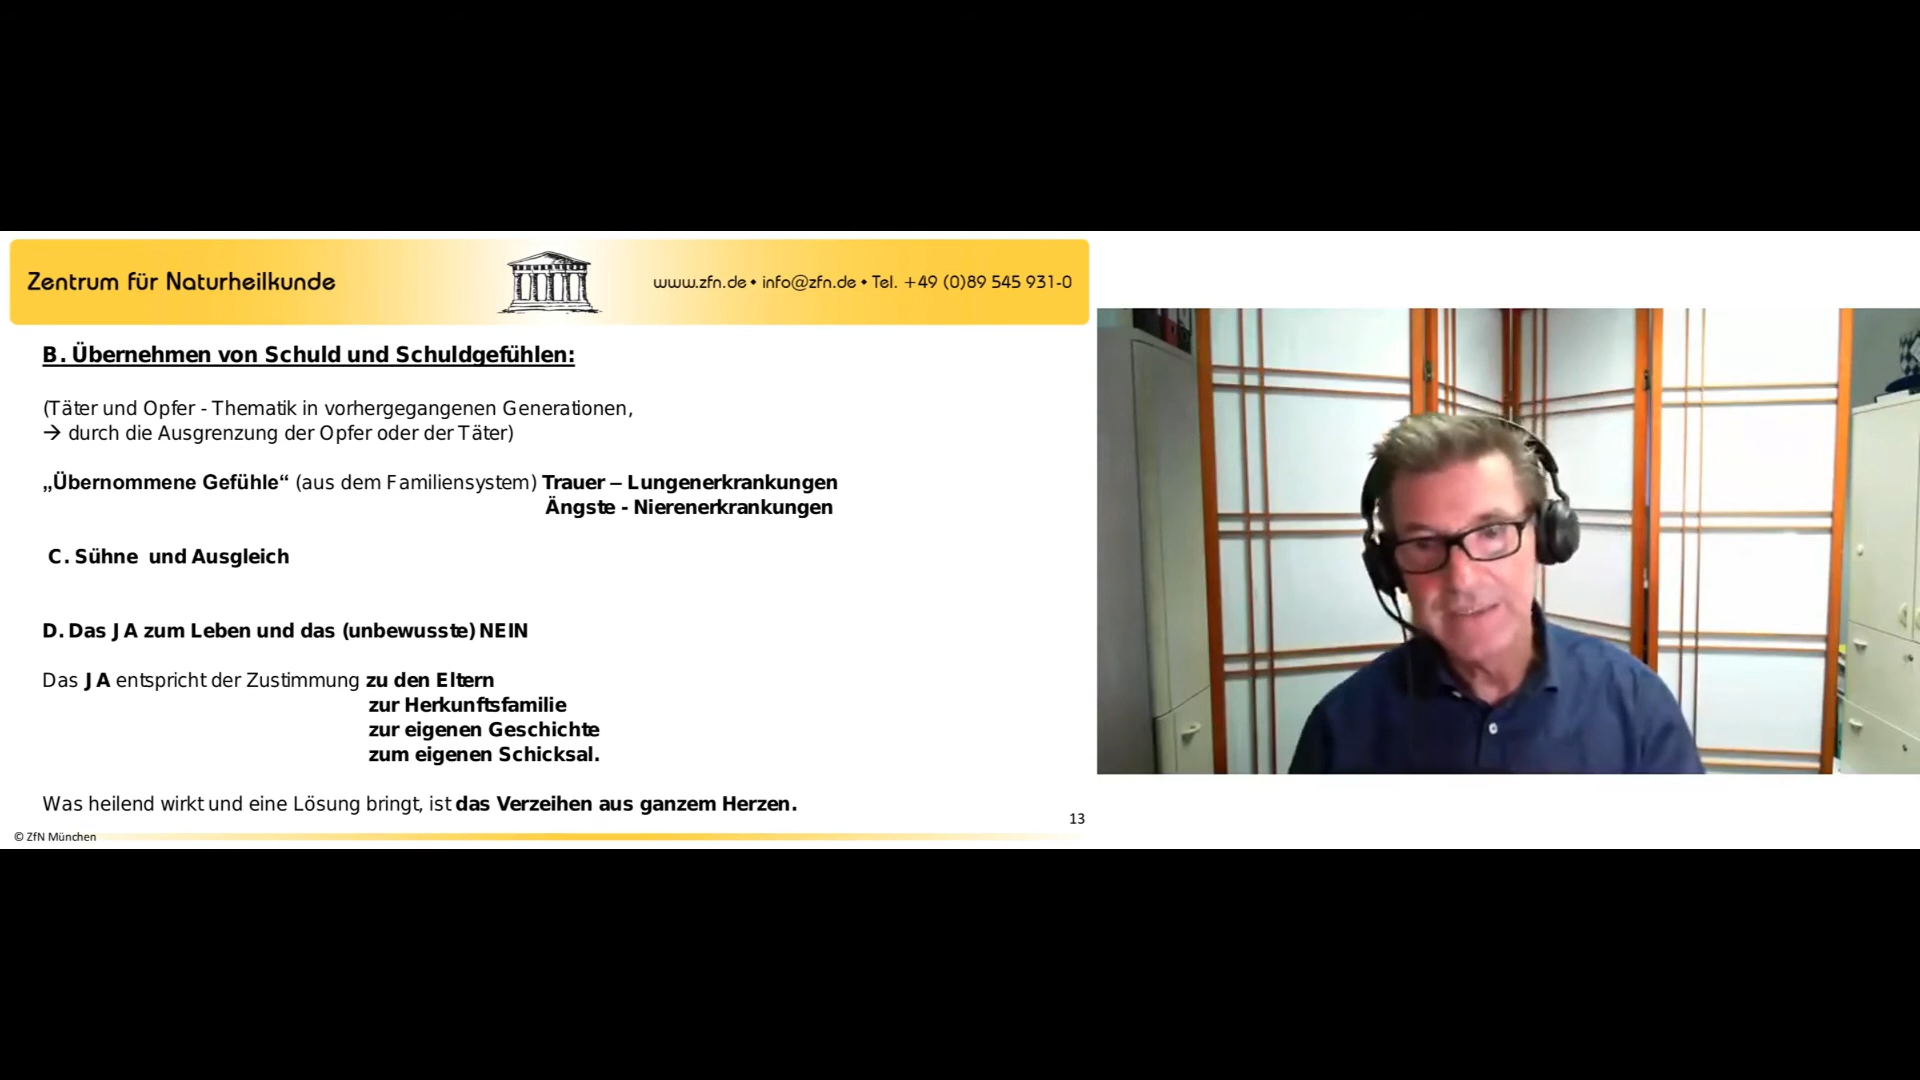 Zentrum für Naturheilkunde
www.zfn.de • info@zfn.de • Tel. +49 (0)89 545 931-0
B. Übernehmen von Schuld und Schuldgefühlen:
(Täter und Opfer - Thematik in vorhergegangenen Generationen,
→ durch die Ausgrenzung der Opfer oder der Täter)
„Übernommene Gefühle“ (aus dem Familiensystem) Trauer – Lungenerkrankungen
Ängste - Nierenerkrankungen
C. Sühne und Ausgleich
D. Das JA zum Leben und das (unbewusste) NEIN
Das JA entspricht der Zustimmung zu den Eltern
zur Herkunftsfamilie
zur eigenen Geschichte
zum eigenen Schicksal.
Was heilend wirkt und eine Lösung bringt, ist das Verzeihen aus ganzem Herzen.
13
© ZfN München